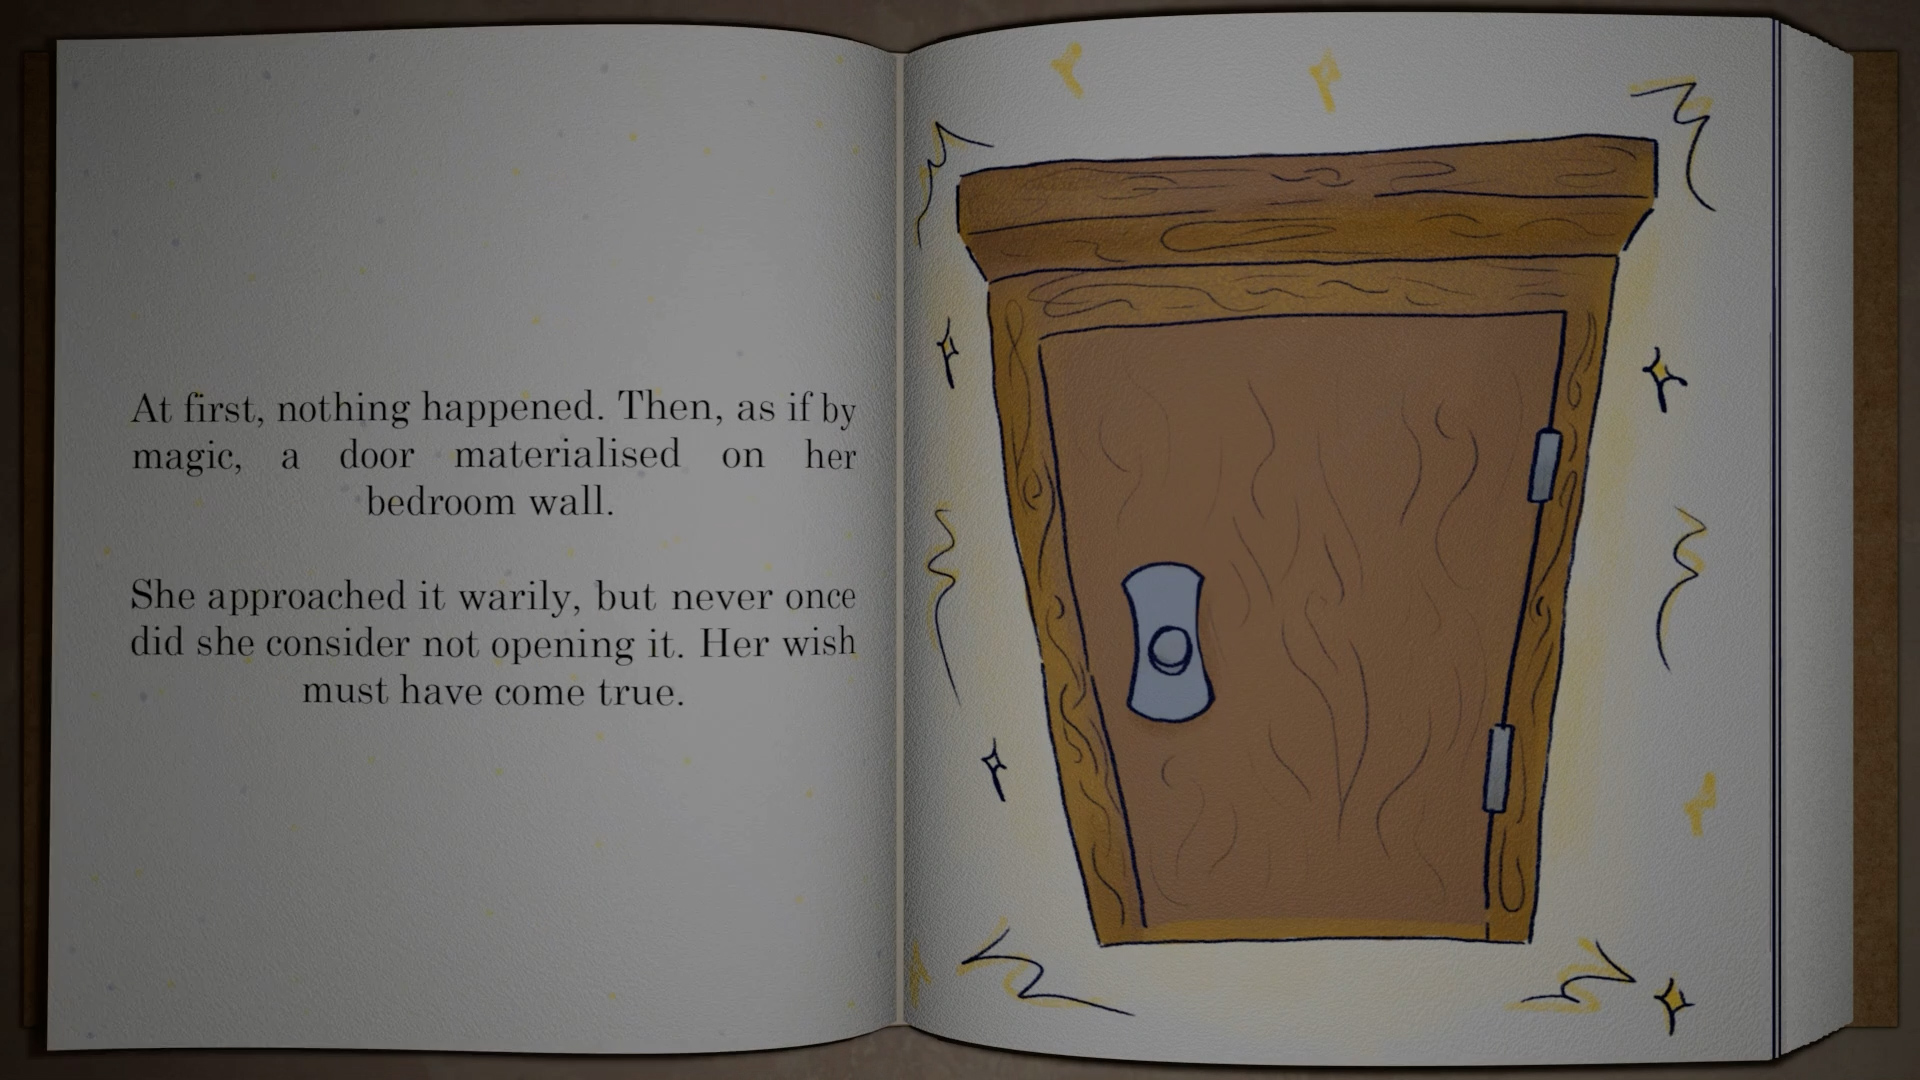 At first, nothing happened. Then, as if by
magic, a door materialised on her
bedroom wall.
She approached it warily, but never once
did she consider not opening it. Her wish
must have come true.